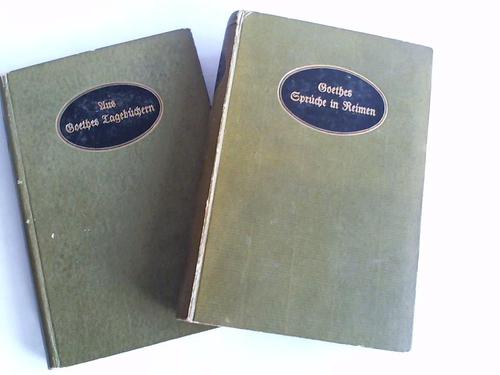 Aus
Goethes Tagebüchern
Goethes
Sprüche in Reimen